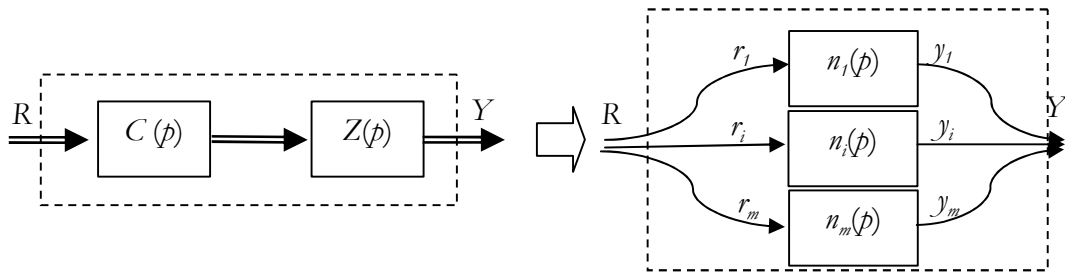 R
C (p)
Z(p)
Y
R
r1
n1(p)
y1
ri
ni(p)
yi
Y
rm
nm(p)
ym